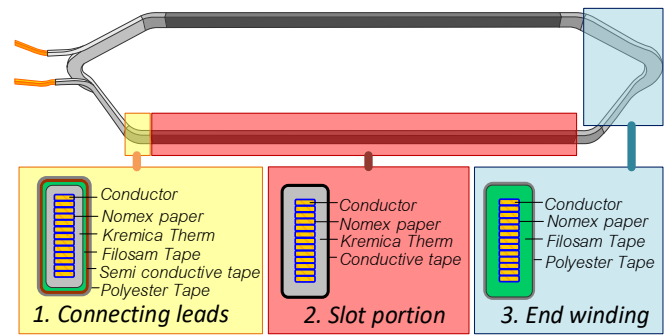 Conductor
Nomex paper
Kremica Therm
Filosam Tape
Semi conductive tape
Polyester Tape
1. Connecting leads
Conductor
Nomex paper
Kremica Therm
Conductive tape
2. Slot portion
Conductor
Nomex paper
Filosam Tape
Polyester Tape
3. End winding